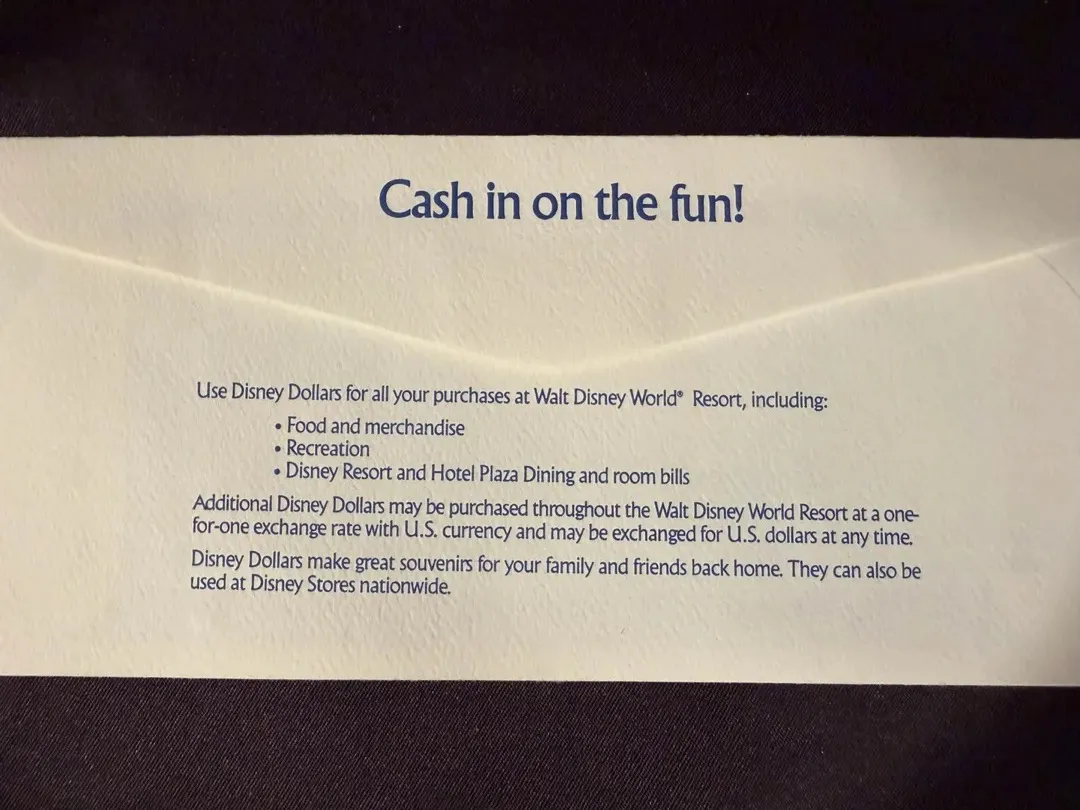 Cash in on the fun!
Use Disney Dollars for all your purchases at Walt Disney World® Resort, including:
• Food and merchandise
• Recreation
• Disney Resort and Hotel Plaza Dining and room bills
Additional Disney Dollars may be purchased throughout the Walt Disney World Resort at a one-
for-one exchange rate with U.S. currency and may be exchanged for U.S. dollars at any time.
Disney Dollars make great souvenirs for your family and friends back home. They can also be
used at Disney Stores nationwide.